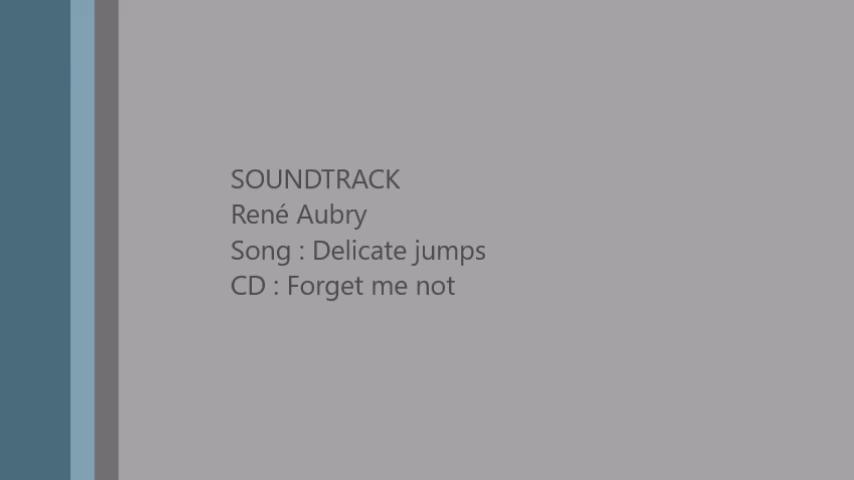 SOUNDTRACK
René Aubry
Song : Delicate jumps
CD : Forget me not